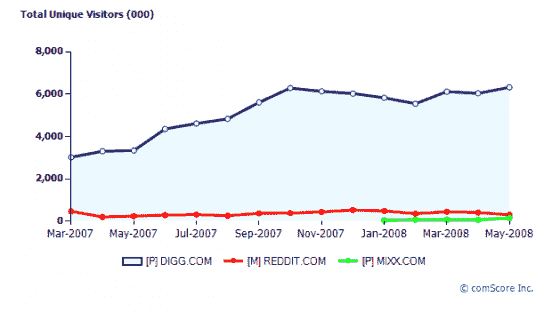 Total Unique Visitors (000)
8,000
6,000
4,000
2,000
0
Mar-2007 May-2007 Jul-2007 Sep-2007 Nov-2007 Jan-2008 Mar-2008 May-2008
[P] DIGG.COM [M] REDDIT.COM [P] MIXX.COM
© comScore Inc.